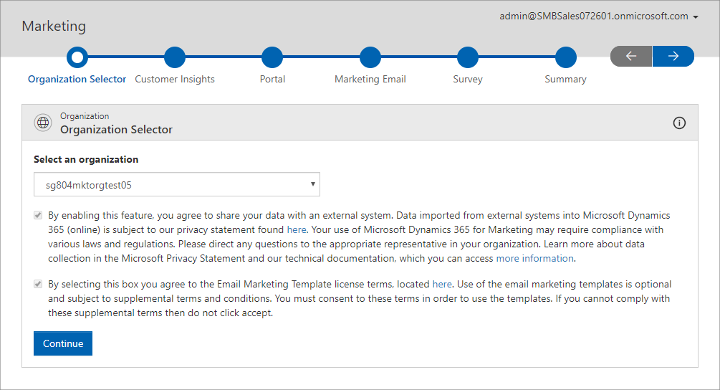 admin@SMBSales072601.onmicrosoft.com
Marketing
Organization Selector
Customer Insights
Portal
Marketing Email
Survey
Summary
Organization
Organization Selector
Select an organization
sg804mktorgtest05
By enabling this feature, you agree to share your data with an external system. Data imported from external systems into Microsoft Dynamics
365 (online) is subject to our privacy statement found here. Your use of Microsoft Dynamics 365 for Marketing may require compliance with
various laws and regulations. Please direct any questions to the appropriate representative in your organization. Learn more about data
collection in the Microsoft Privacy Statement and our technical documentation, which you can access more information.
By selecting this box you agree to the Email Marketing Template license terms, located here. Use of the email marketing templates is optional
and subject to supplemental terms and conditions. You must consent to these terms in order to use the templates. If you cannot comply with
these supplemental terms then do not click accept.
Continue